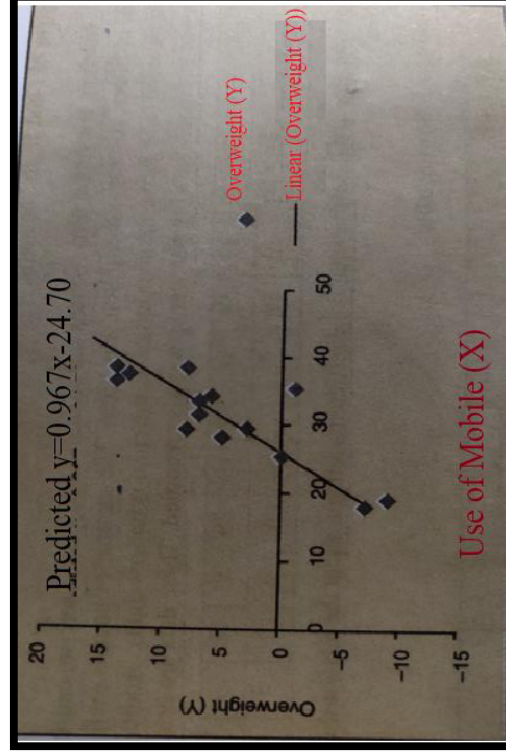 Predicted y=0.967x-24.70
20
15
10
5
0
-5
-10
-15
Overweight (Y)
0
10
20
30
40
50
Use of Mobile (X)
Overweight (Y)
Linear (Overweight (Y))